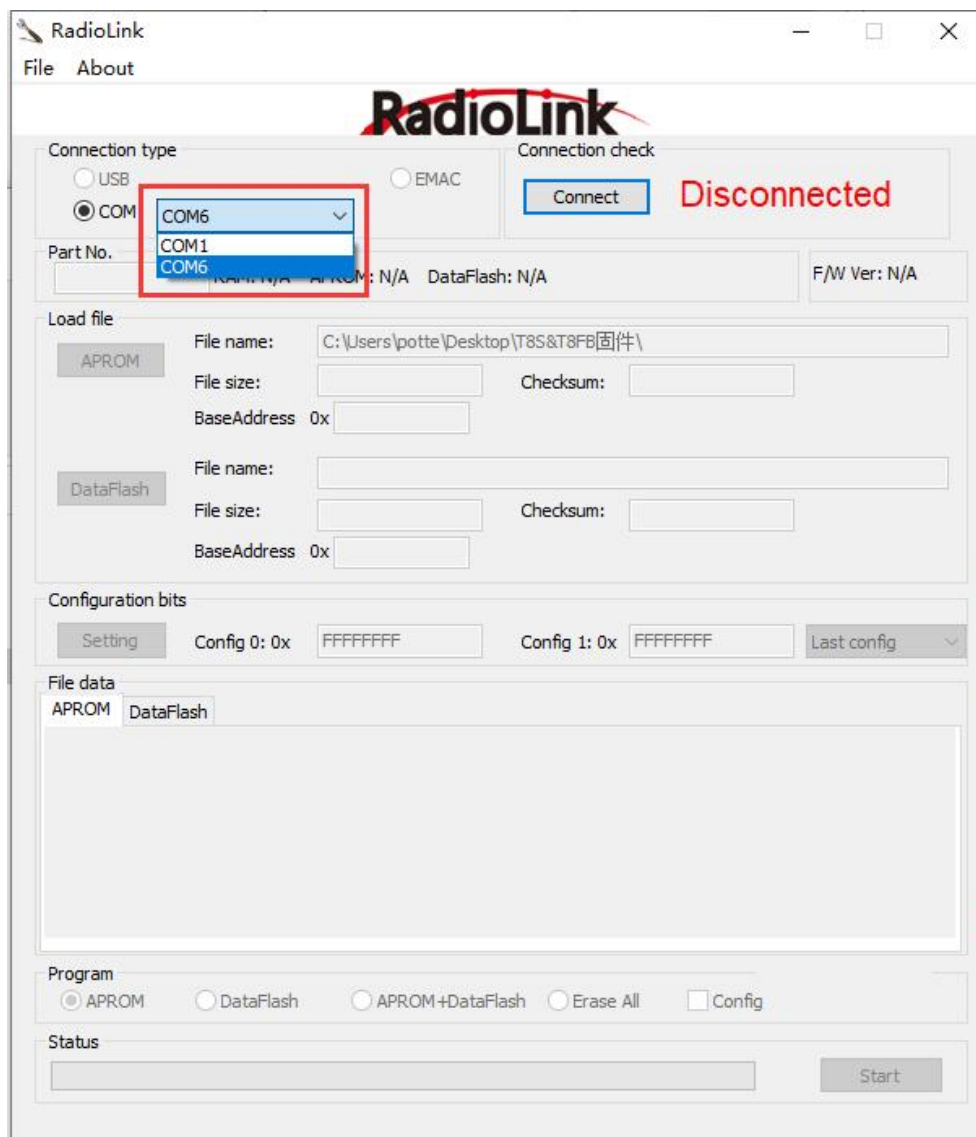 RadioLink
File About
RadioLink
Connection type
USB
EMAC
COM
COM6
COM1
COM6
Connection check
Connect
Disconnected
Part No.
N/A
N/A DataFlash: N/A
F/W Ver: N/A
Load file
APROM
File name: C:\Users\potte\Desktop\T8S&T8FB固件\
File size: Checksum:
BaseAddress 0x
DataFlash
File name:
File size: Checksum:
BaseAddress 0x
Configuration bits
Setting Config 0: 0x FFFFFFFF Config 1: 0x FFFFFFFF Last config
File data
APROM DataFlash
Program
APROM DataFlash APROM+DataFlash Erase All Config
Status
Start